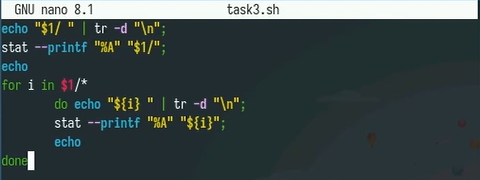 GNU nano 8.1 task3.sh
echo "$1/ " | tr -d "\n";
stat --printf "%A" "$1/";
echo
for i in $1/*
do echo "${i} " | tr -d "\n";
stat --printf "%A" "${i}";
echo
done